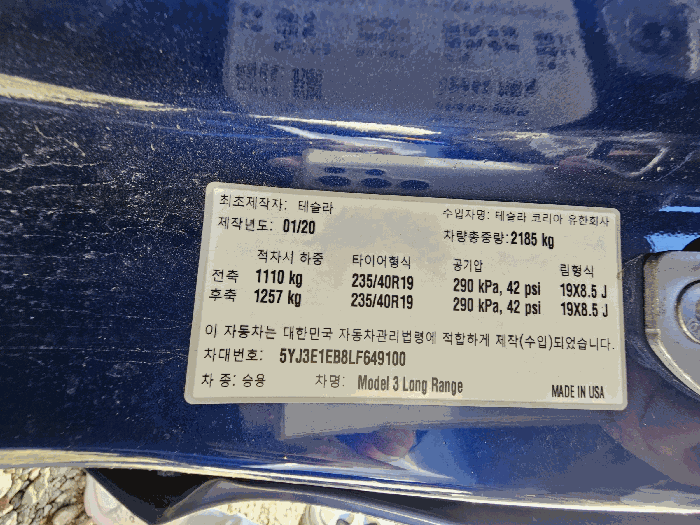 최초제작자: 테슬라 수입자명: 테슬라 코리아 유한회사
제작년도: 01/20 차량총중량: 2185 kg
적차시 하중 타이어형식 공기압 림형식
전축 1110 kg 235/40R19 290 kPa, 42 psi 19X8.5 J
후축 1257 kg 235/40R19 290 kPa, 42 psi 19X8.5 J
이 자동차는 대한민국 자동차관리법령에 적합하게 제작(수입)되었습니다.
차대번호: 5YJ3E1EB8LF649100
차 종: 승용 차명: Model 3 Long Range MADE IN USA